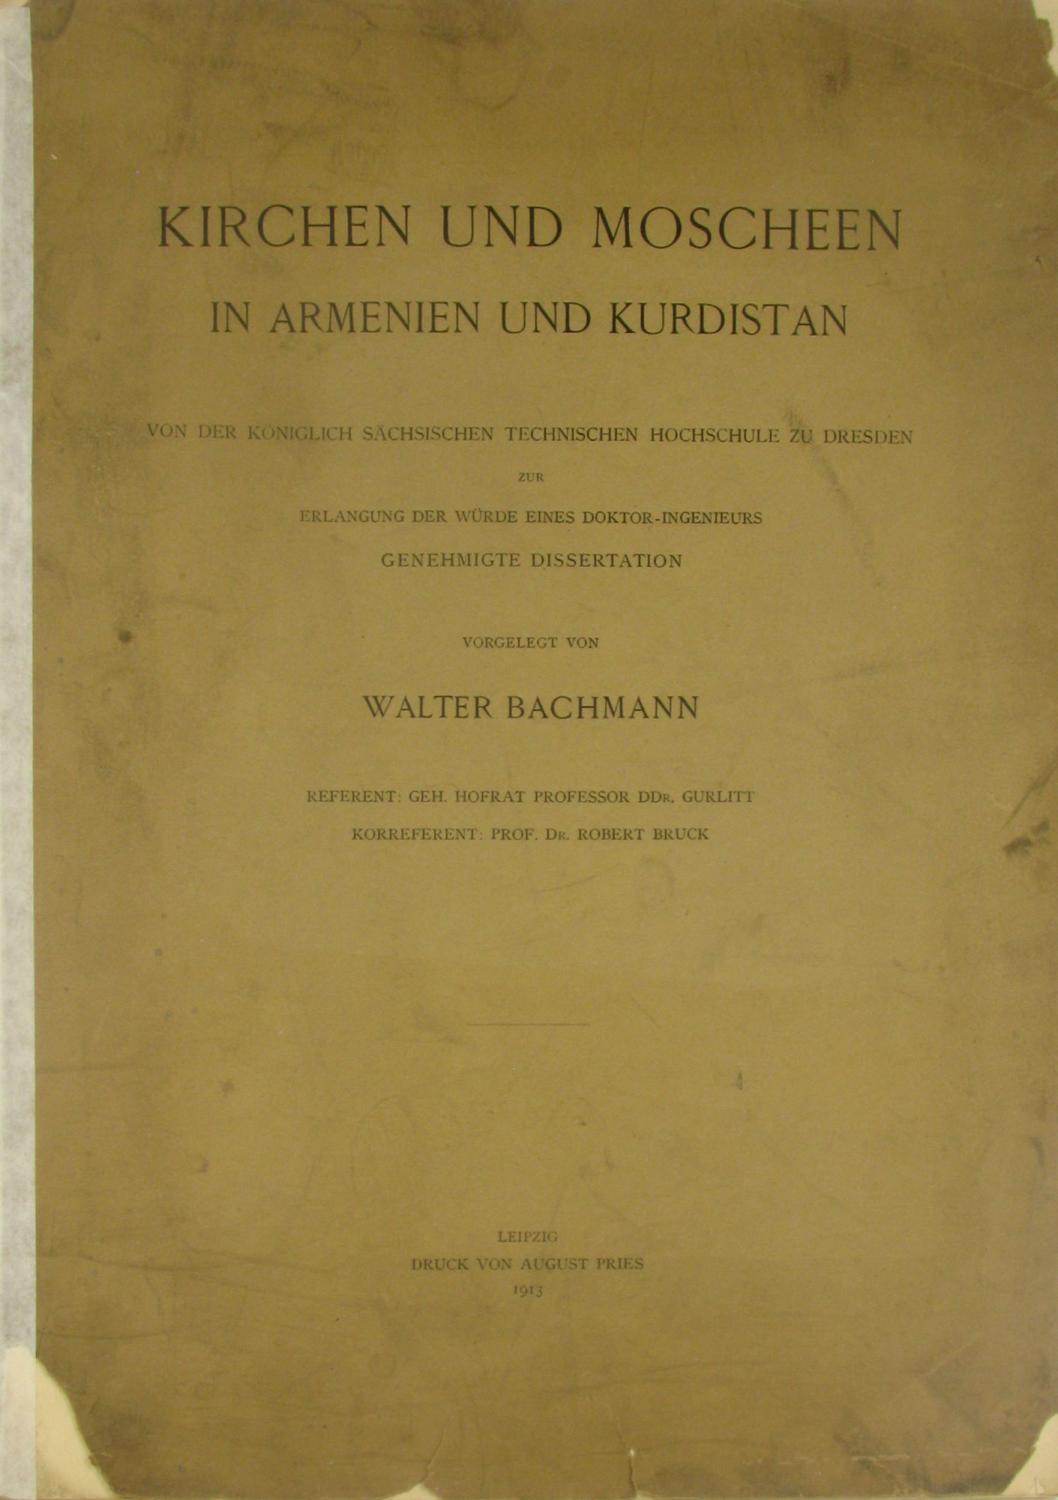 KIRCHEN UND MOSCHEEN
IN ARMENIEN UND KURDISTAN
VON DER KÖNIGLICH SÄCHSISCHEN TECHNISCHEN HOCHSCHULE ZU DRESDEN
ZUR
ERLANGUNG DER WÜRDE EINES DOKTOR-INGENIEURS
GENEHMIGTE DISSERTATION
VORGELEGT VON
WALTER BACHMANN
REFERENT: GEH. HOFRAT PROFESSOR DDR. GURLITT
KORREFERENT: PROF. DR. ROBERT BRUCK
LEIPZIG
DRUCK VON AUGUST PRIES
1913